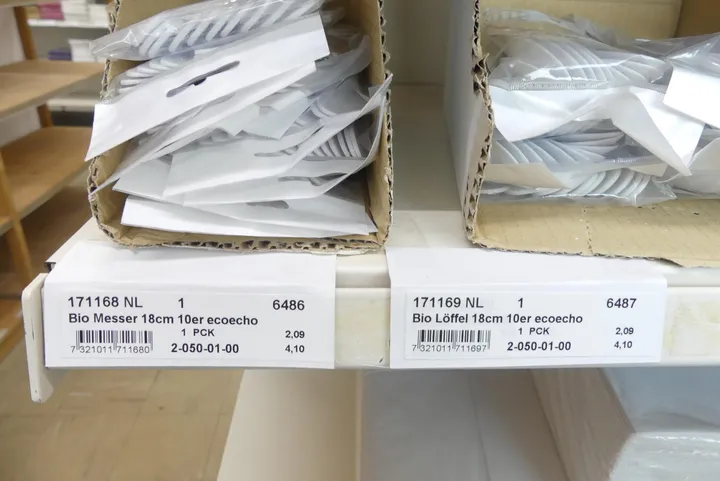 171168 NL 1 6486
Bio Messer 18cm 10er ecoecho
1 PCK 2,09
7 321011 711680 2-050-01-00 4,10
171169 NL 1 6487
Bio Löffel 18cm 10er ecoecho
1 PCK 2,09
7 321011 711697 2-050-01-00 4,10